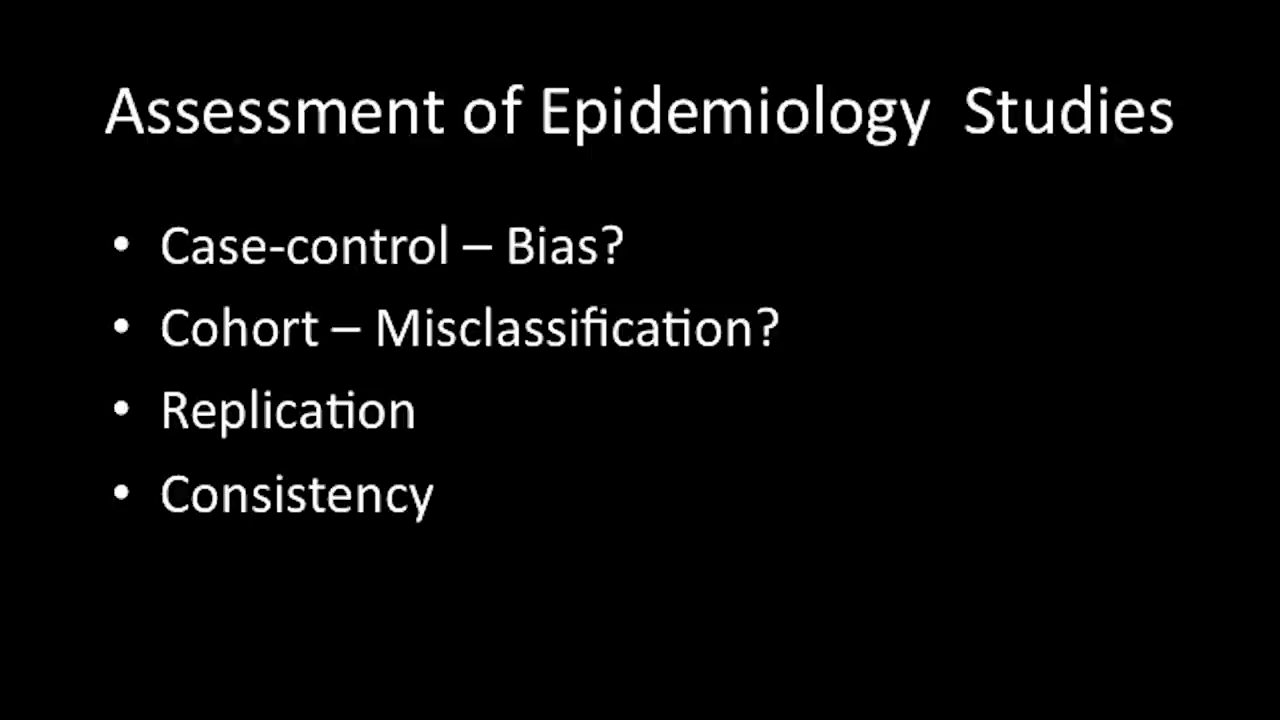 Assessment of Epidemiology  Studies
• Case-control – Bias?
• Cohort – Misclassification?
• Replication
• Consistency